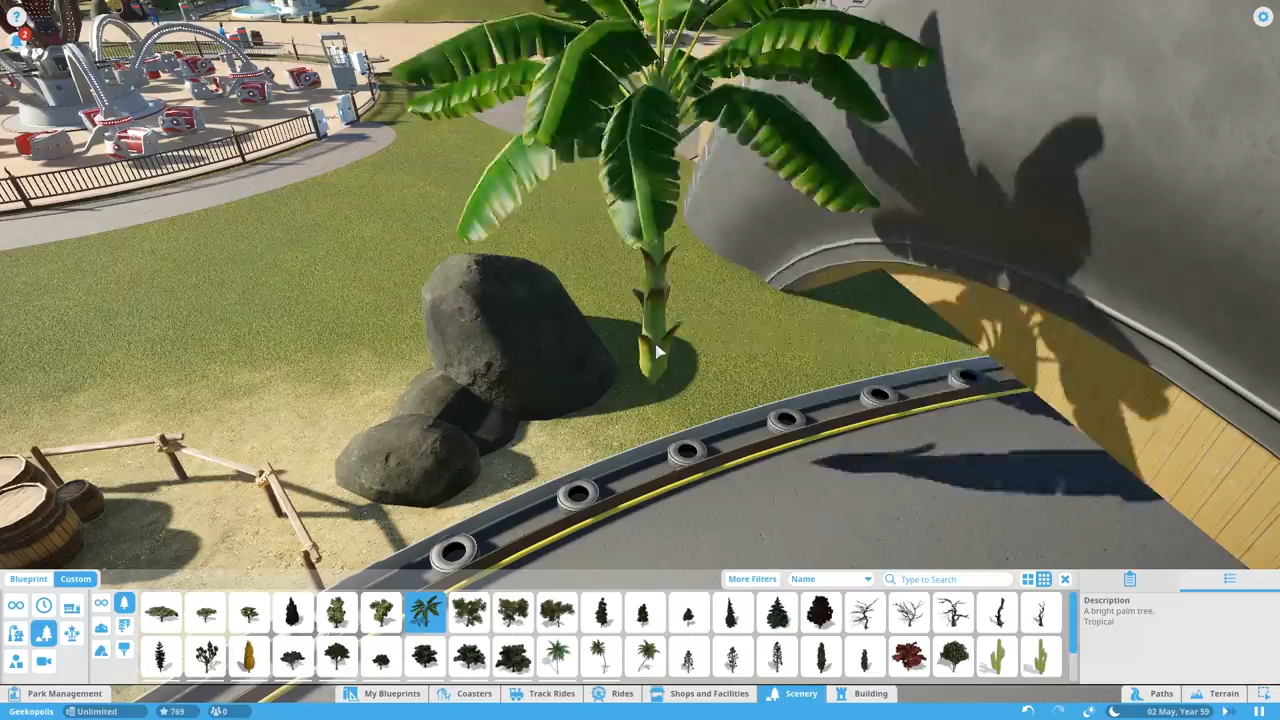 ?
2
Blueprint
Custom
More Filters
Name
Type to Search
Description
A bright palm tree.
Tropical
Park Management
My Blueprints
Coasters
Track Rides
Rides
Shops and Facilities
Scenery
Building
Paths
Terrain
Geekopolis
Unlimited
769
0
02 May, Year 59